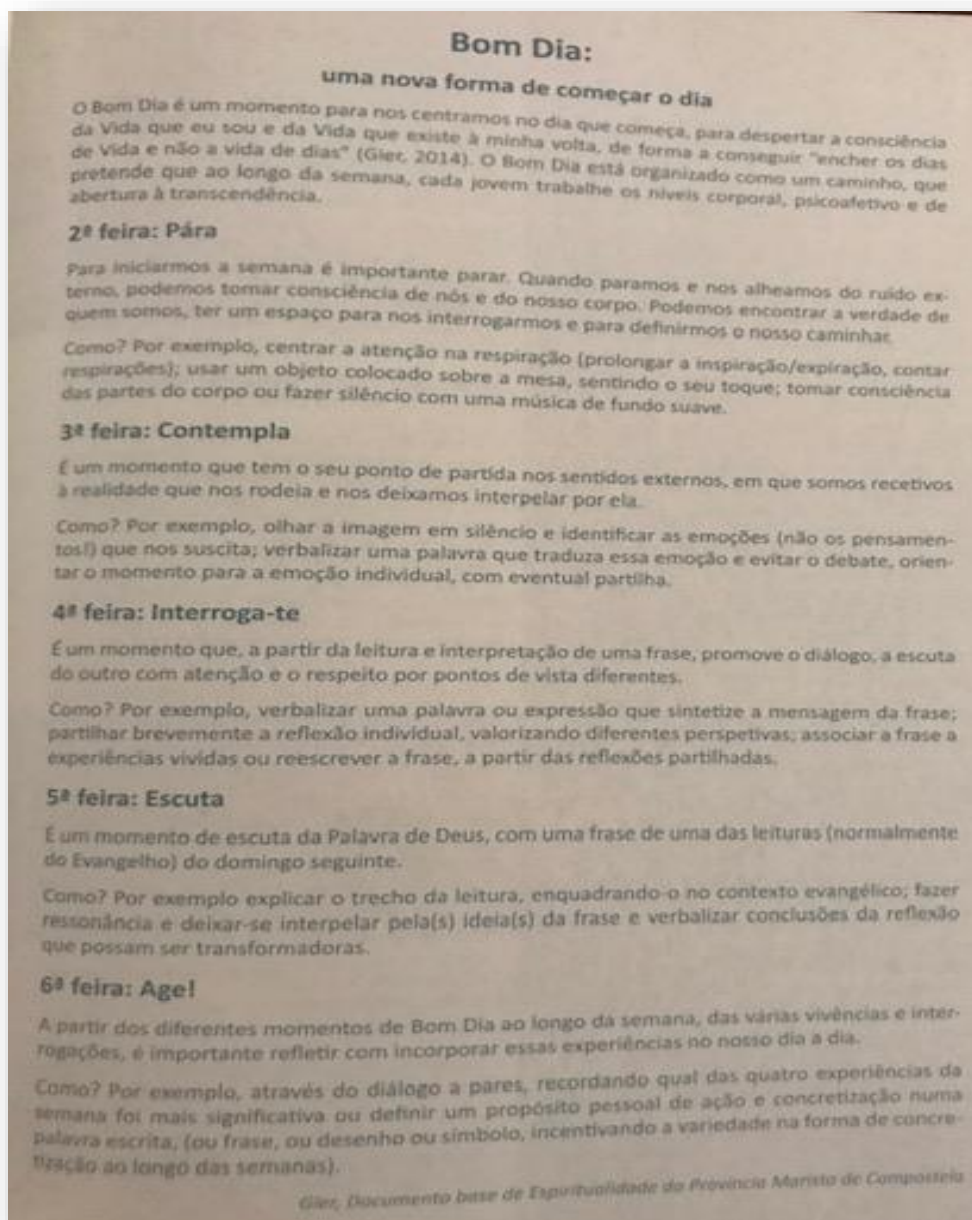 Bom Dia:
uma nova forma de começar o dia
O Bom Dia é um momento para nos centramos no dia que começa, para despertar a consciência
da Vida que eu sou e da Vida que existe à minha volta, de forma a conseguir "encher os dias
de Vida e não a vida de dias" (Gier, 2014). O Bom Dia está organizado como um caminho, que
pretende que ao longo da semana, cada jovem trabalhe os níveis corporal, psicoafetivo e de
abertura à transcendência.
2ª feira: Pára
Para iniciarmos a semana é importante parar. Quando paramos e nos alheamos do ruído ex-
terno, podemos tomar consciência de nós e do nosso corpo. Podemos encontrar a verdade de
quem somos, ter um espaço para nos interrogarmos e para definirmos o nosso caminhar.
Como? Por exemplo, centrar a atenção na respiração (prolongar a inspiração/expiração, contar
respirações); usar um objeto colocado sobre a mesa, sentindo o seu toque; tomar consciência
das partes do corpo ou fazer silêncio com uma música de fundo suave.
3ª feira: Contempla
É um momento que tem o seu ponto de partida nos sentidos externos, em que somos recetivos
à realidade que nos rodeia e nos deixamos interpelar por ela.
Como? Por exemplo, olhar a imagem em silêncio e identificar as emoções (não os pensamen-
tos!) que nos suscita; verbalizar uma palavra que traduza essa emoção e evitar o debate, orien-
tar o momento para a emoção individual, com eventual partilha.
4ª feira: Interroga-te
É um momento que, a partir da leitura e interpretação de uma frase, promove o diálogo, a escuta
do outro com atenção e o respeito por pontos de vista diferentes.
Como? Por exemplo, verbalizar uma palavra ou expressão que sintetize a mensagem da frase;
partilhar brevemente a reflexão individual, valorizando diferentes perspetivas; associar a frase a
experiências vividas ou reescrever a frase, a partir das reflexões partilhadas.
5ª feira: Escuta
É um momento de escuta da Palavra de Deus, com uma frase de uma das leituras (normalmente
do Evangelho) do domingo seguinte.
Como? Por exemplo explicar o trecho da leitura, enquadrando-o no contexto evangélico; fazer
ressonância e deixar-se interpelar pela(s) ideia(s) da frase e verbalizar conclusões da reflexão
que possam ser transformadoras.
6ª feira: Age!
A partir dos diferentes momentos de Bom Dia ao longo da semana, das várias vivências e inter-
rogações, é importante refletir com incorporar essas experiências no nosso dia a dia.
Como? Por exemplo, através do diálogo a pares, recordando qual das quatro experiências da
semana foi mais significativa ou definir um propósito pessoal de ação e concretização numa
palavra escrita, (ou frase, ou desenho ou símbolo, incentivando a variedade na forma de concre-
tização ao longo das semanas).
Gier, Documento base de Espiritualidade da Província Marista de Compostela